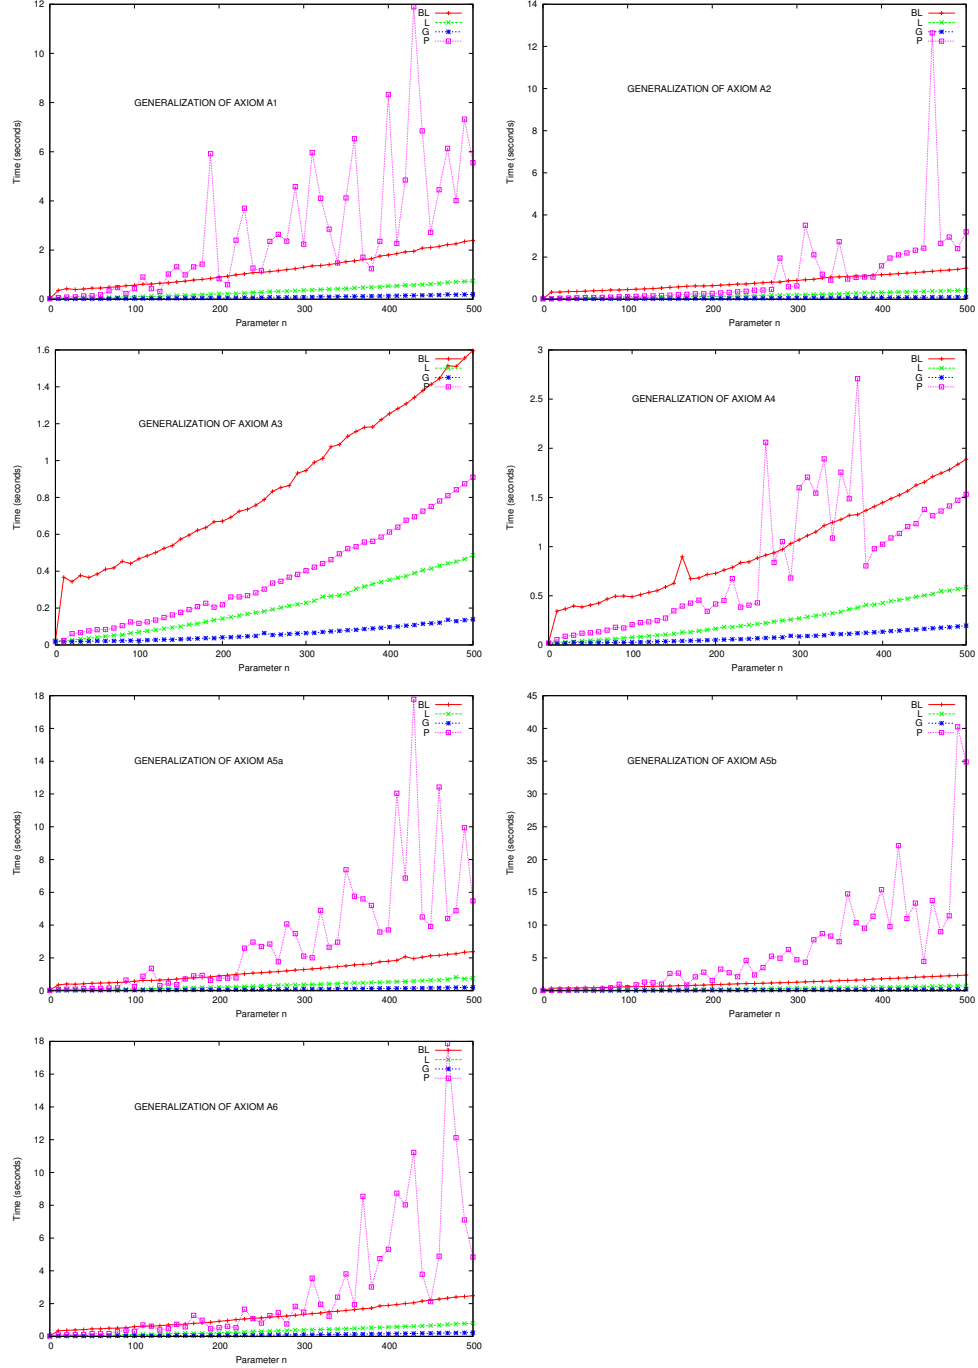 12
10
8
6
4
2
0
Time (seconds)
GENERALIZATION OF AXIOM A1
BL
L
G
P
0 100 200 300 400 500
Parameter n
14
12
10
8
6
4
2
0
Time (seconds)
GENERALIZATION OF AXIOM A2
BL
L
G
P
0 100 200 300 400 500
Parameter n
1.6
1.4
1.2
1
0.8
0.6
0.4
0.2
0
Time (seconds)
GENERALIZATION OF AXIOM A3
BL
L
G
P
0 100 200 300 400 500
Parameter n
3
2.5
2
1.5
1
0.5
0
Time (seconds)
GENERALIZATION OF AXIOM A4
BL
L
G
P
0 100 200 300 400 500
Parameter n
18
16
14
12
10
8
6
4
2
0
Time (seconds)
GENERALIZATION OF AXIOM A5a
BL
L
G
P
0 100 200 300 400 500
Parameter n
45
40
35
30
25
20
15
10
5
0
Time (seconds)
GENERALIZATION OF AXIOM A5b
BL
L
G
P
0 100 200 300 400 500
Parameter n
18
16
14
12
10
8
6
4
2
0
Time (seconds)
GENERALIZATION OF AXIOM A6
BL
L
G
P
0 100 200 300 400 500
Parameter n